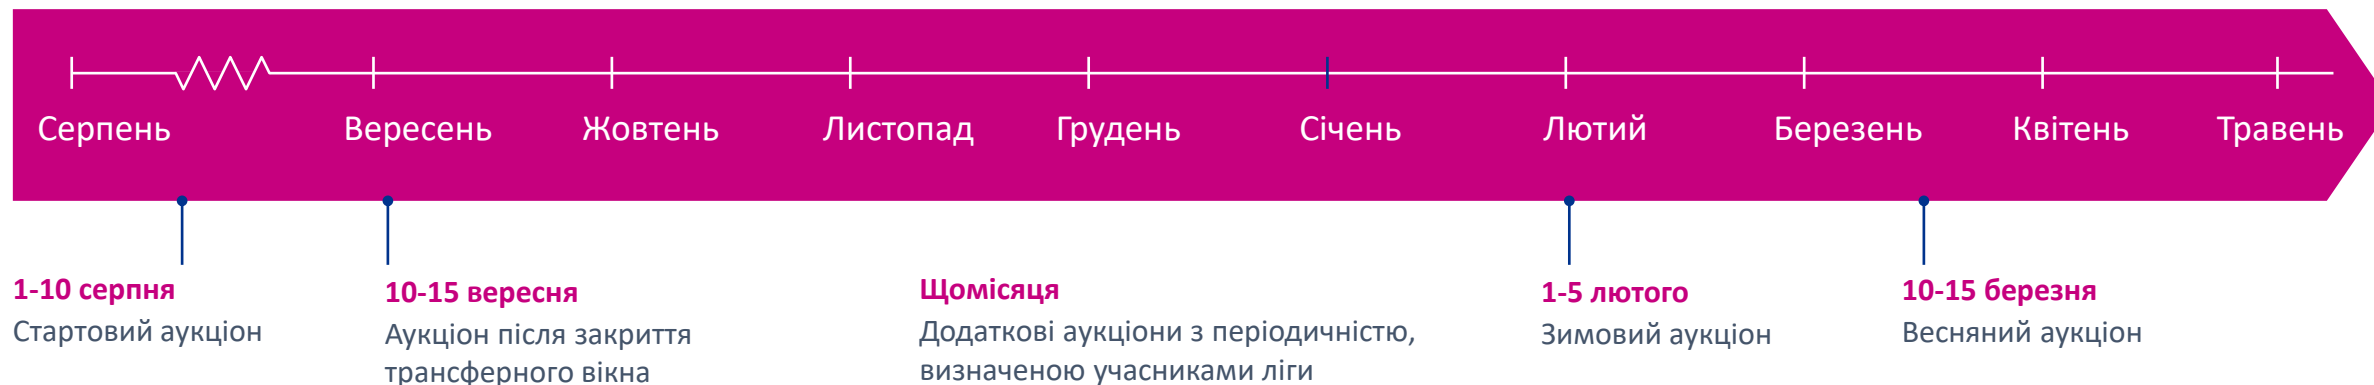 Серпень
Вересень
Жовтень
Листопад
Грудень
Січень
Лютий
Березень
Квітень
Травень
1-10 серпня
Стартовий аукціон
10-15 вересня
Аукціон після закриття
трансферного вікна
Щомісяця
Додаткові аукціони з періодичністю,
визначеною учасниками ліги
1-5 лютого
Зимовий аукціон
10-15 березня
Весняний аукціон